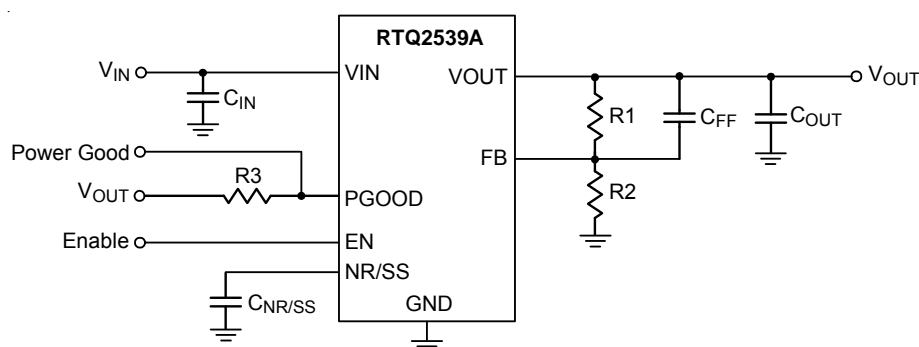 RTQ2539A
VIN
VIN
CIN
VOUT
VOUT
R1
CFF
COUT
Power Good
FB
VOUT
R3
PGOOD
R2
Enable
EN
NR/SS
CNR/SS
GND